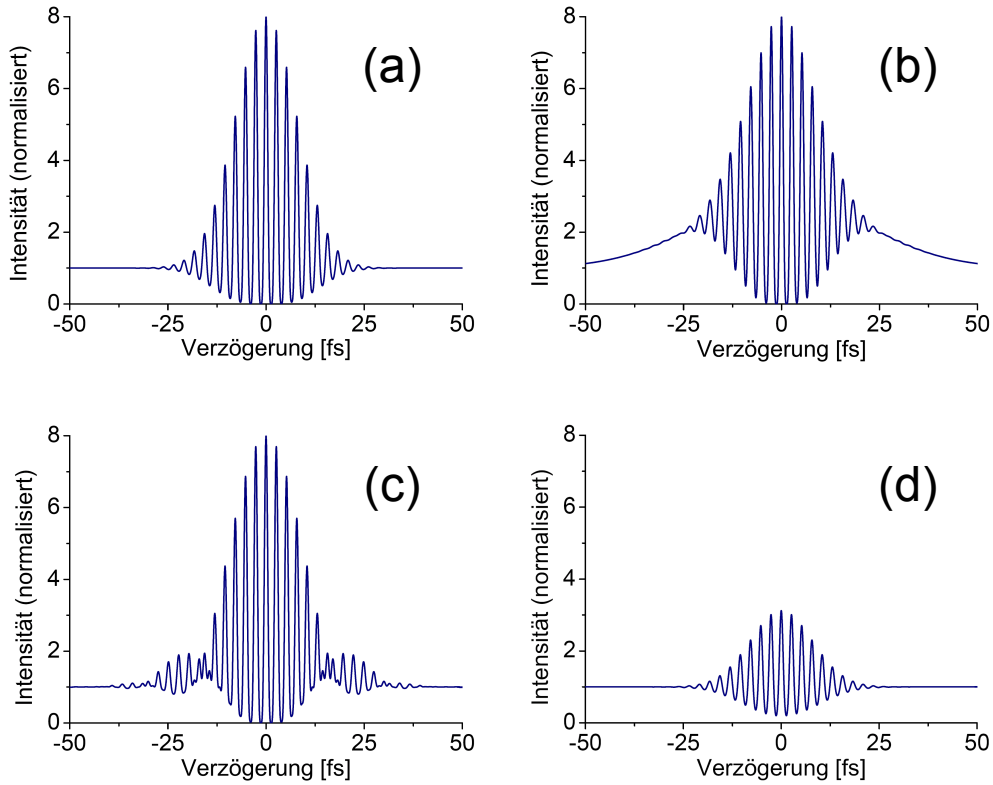 8
6
4
2
0
Intensität (normalisiert)
(a)
-50 -25 0 25 50
Verzögerung [fs]
8
6
4
2
0
Intensität (normalisiert)
(b)
-50 -25 0 25 50
Verzögerung [fs]
8
6
4
2
0
Intensität (normalisiert)
(c)
-50 -25 0 25 50
Verzögerung [fs]
8
6
4
2
0
Intensität (normalisiert)
(d)
-50 -25 0 25 50
Verzögerung [fs]